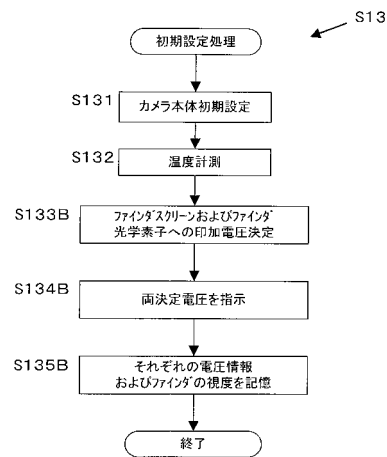 S13
初期設定処理
S131
カメラ本体初期設定
S132
温度計測
S133B
ファインダスクリーンおよびファインダ
光学素子への印加電圧決定
S134B
両決定電圧を指示
S135B
それぞれの電圧情報
およびファインダの視度を記憶
終了